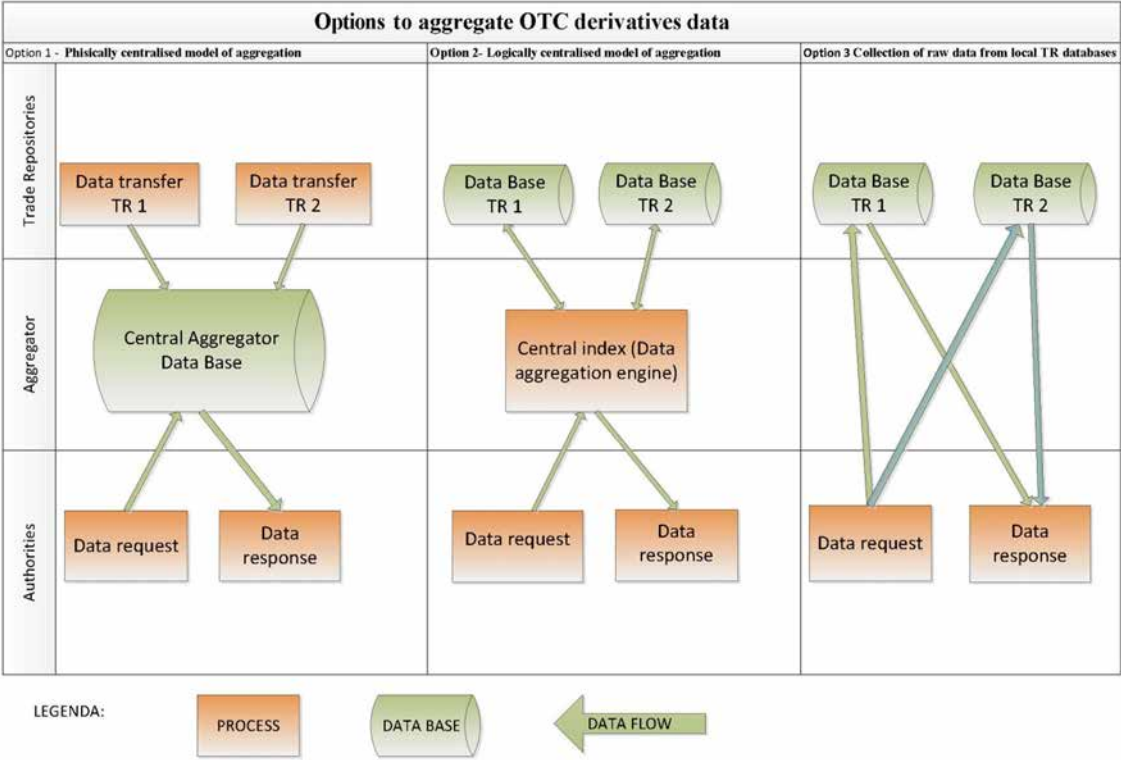 Options to aggregate OTC derivatives data
Option 1 - Phisically centralised model of aggregation
Option 2- Logically centralised model of aggregation
Option 3 Collection of raw data from local TR databases
Trade Repositories
Data transfer
TR 1
Data transfer
TR 2
Data Base
TR 1
Data Base
TR 2
Data Base
TR 1
Data Base
TR 2
Aggregator
Central Aggregator
Data Base
Central index (Data
aggregation engine)
Authorities
Data request
Data
response
Data request
Data
response
Data request
Data
response
LEGENDA:
PROCESS
DATA BASE
DATA FLOW